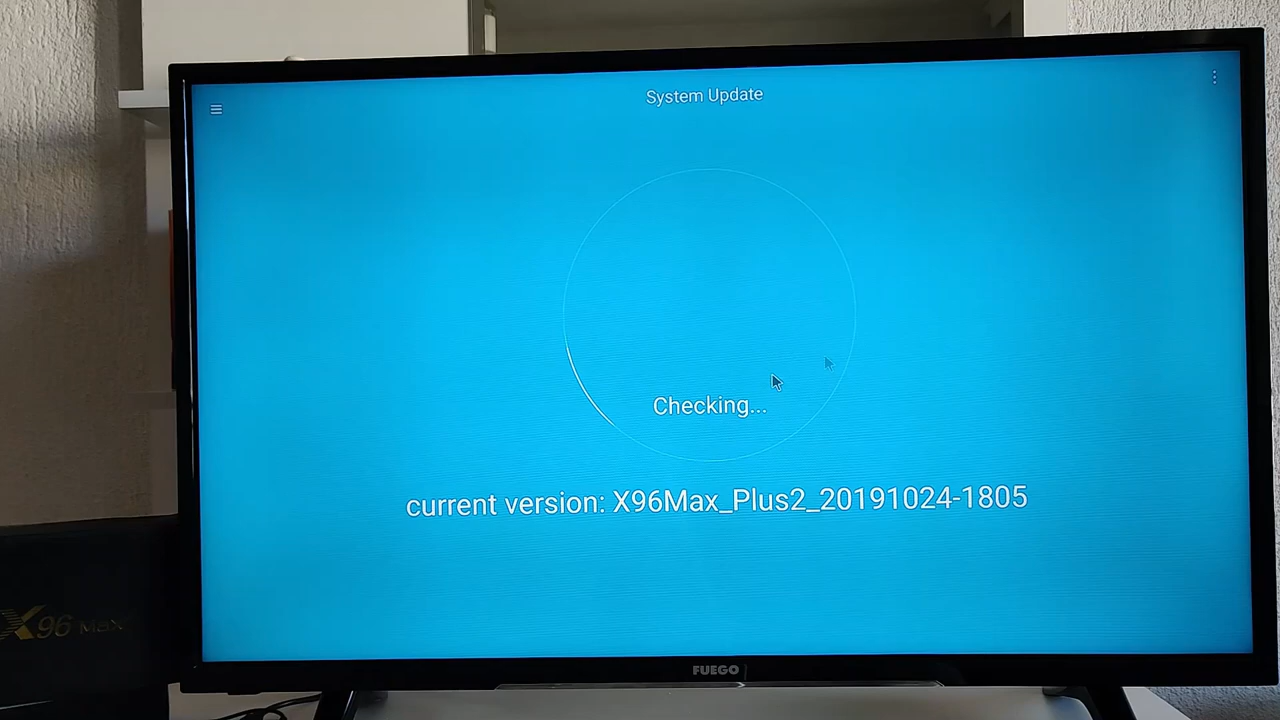 System Update
Checking...
current version: X96Max_Plus2_20191024-1805
X96 Max
FUEGO